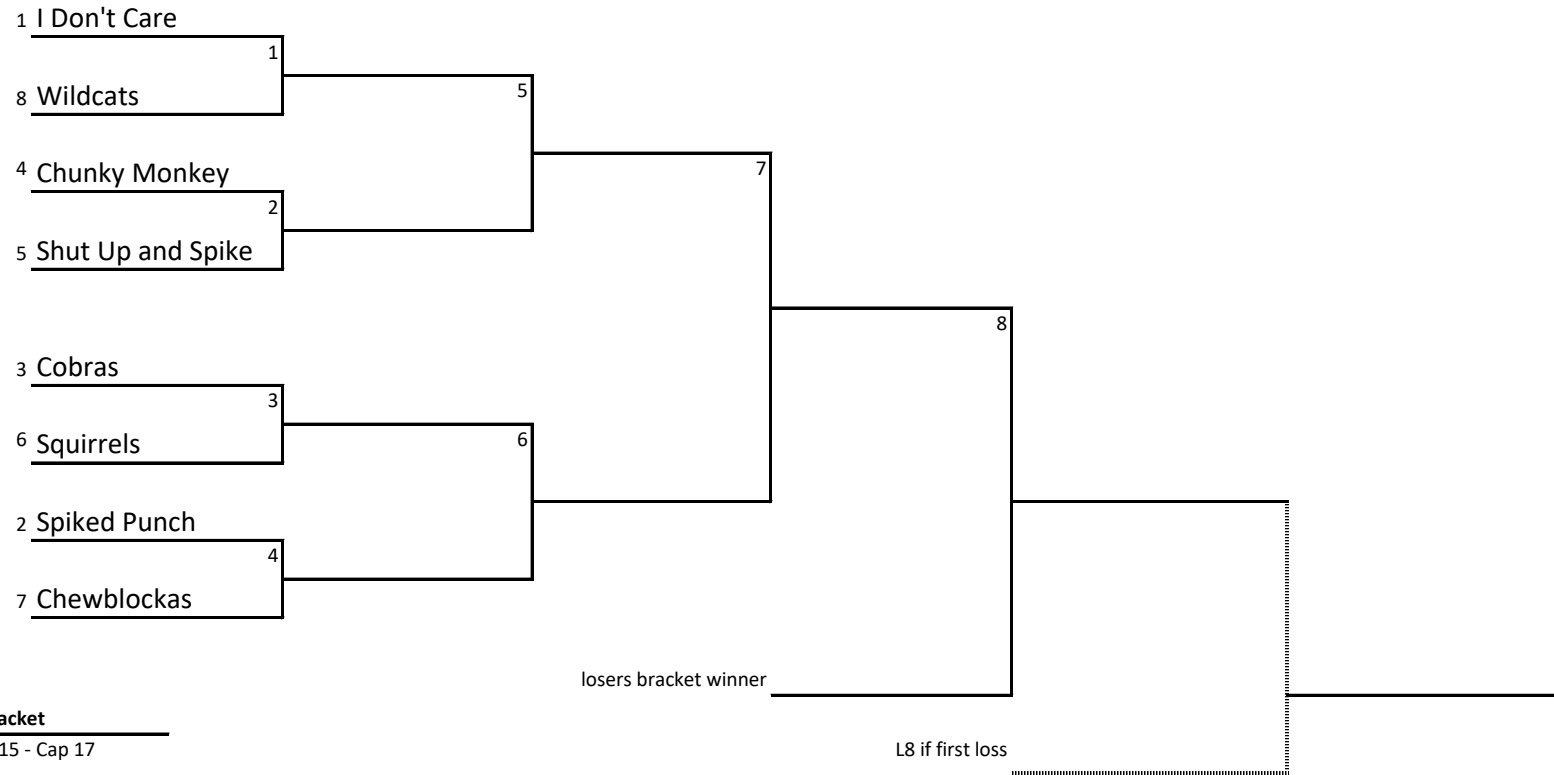 1 I Don't Care
1
8 Wildcats
5
4 Chunky Monkey
7
2
5 Shut Up and Spike
8
3 Cobras
3
6 Squirrels
6
2 Spiked Punch
4
7 Chewblockas
losers bracket winner
acket
15 - Cap 17
L8 if first loss